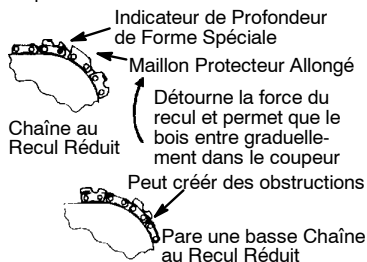 Indicateur de Profondeur
de Forme Spéciale
Maillon Protecteur Allongé
Chaîne au
Recul Réduit
Détourne la force du
recul et permet que le
bois entre graduelle-
ment dans le coupeur
Peut créér des obstructions
Pare une basse Chaîne
au Recul Réduit